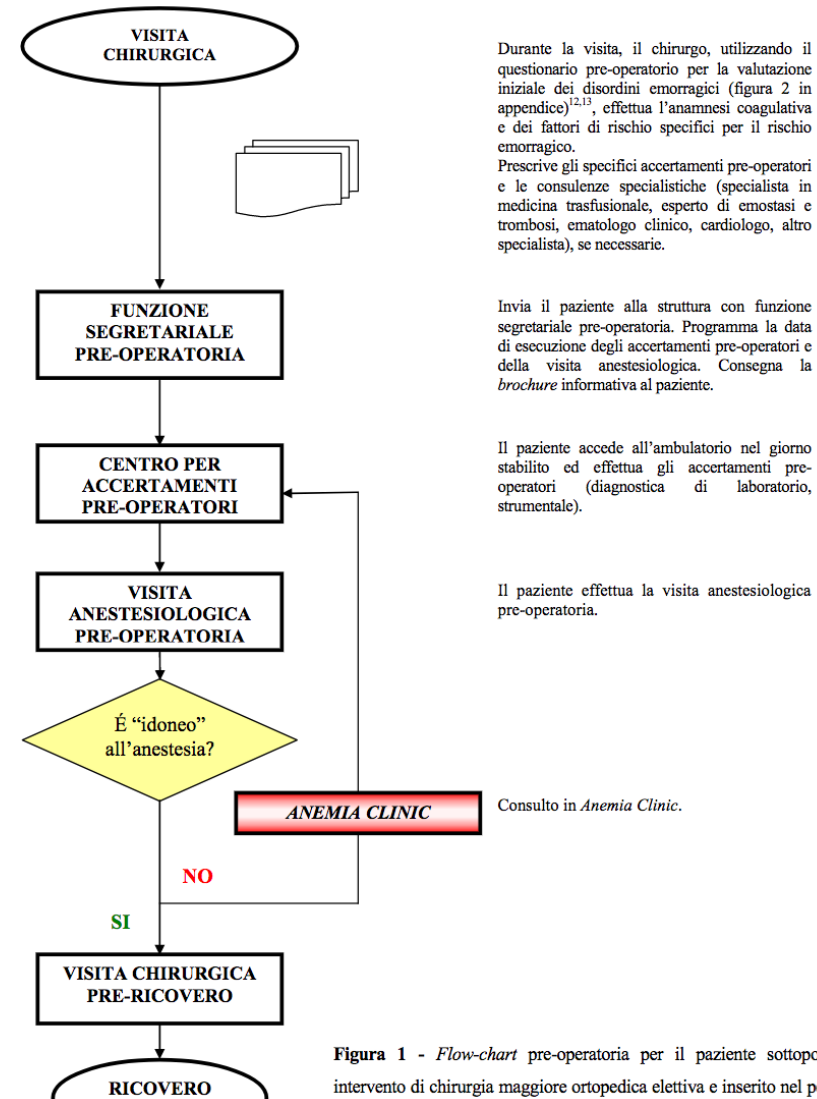 VISITA
CHIRURGICA
Durante la visita, il chirurgo, utilizzando il
questionario pre-operatorio per la valutazione
iniziale dei disordini emorragici (figura 2 in
appendice)12,13, effettua l'anamnesi coagulativa
e dei fattori di rischio specifici per il rischio
emorragico.
Prescrive gli specifici accertamenti pre-operatori
e le consulenze specialistiche (specialista in
medicina trasfusionale, esperto di emostasi e
trombosi, ematologo clinico, cardiologo, altro
specialista), se necessarie.
FUNZIONE
SEGRETARIALE
PRE-OPERATORIA
Invia il paziente alla struttura con funzione
segretariale pre-operatoria. Programma la data
di esecuzione degli accertamenti pre-operatori e
della visita anestesiologica. Consegna la
brochure informativa al paziente.
CENTRO PER
ACCERTAMENTI
PRE-OPERATORI
Il paziente accede all'ambulatorio nel giorno
stabilito ed effettua gli accertamenti pre-
operatori (diagnostica di laboratorio,
strumentale).
VISITA
ANESTESIOLOGICA
PRE-OPERATORIA
Il paziente effettua la visita anestesiologica
pre-operatoria.
É “idoneo”
all'anestesia?
ANEMIA CLINIC
Consulto in Anemia Clinic.
NO
SI
VISITA CHIRURGICA
PRE-RICOVERO
RICOVERO
Figura 1 - Flow-chart pre-operatoria per il paziente sottopo
intervento di chirurgia maggiore ortopedica elettiva e inserito nel p